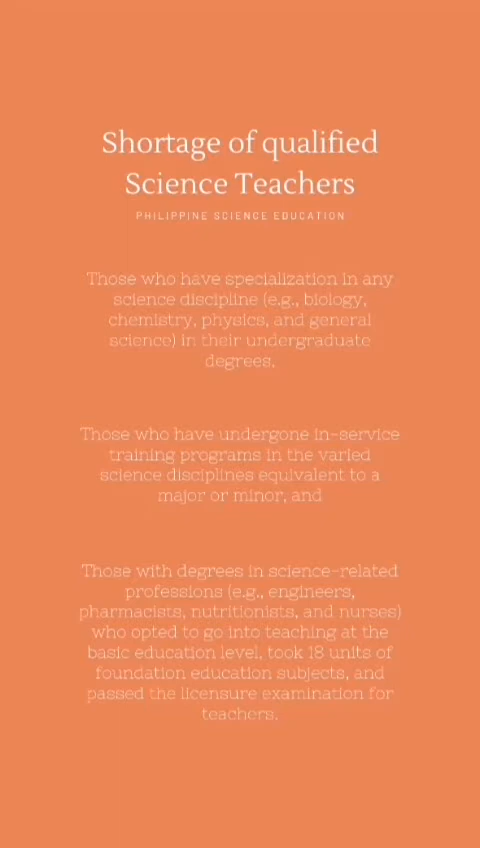 Shortage of qualified
Science Teachers
PHILIPPINE SCIENCE EDUCATION
Those who have specialization in any
science discipline (e.g., biology,
chemistry, physics, and general
science) in their undergraduate
degrees,
Those who have undergone in-service
training programs in the varied
science disciplines equivalent to a
major or minor, and
Those with degrees in science-related
professions (e.g., engineers,
pharmacists, nutritionists, and nurses)
who opted to go into teaching at the
basic education level, took 18 units of
foundation education subjects, and
passed the licensure examination for
teachers.